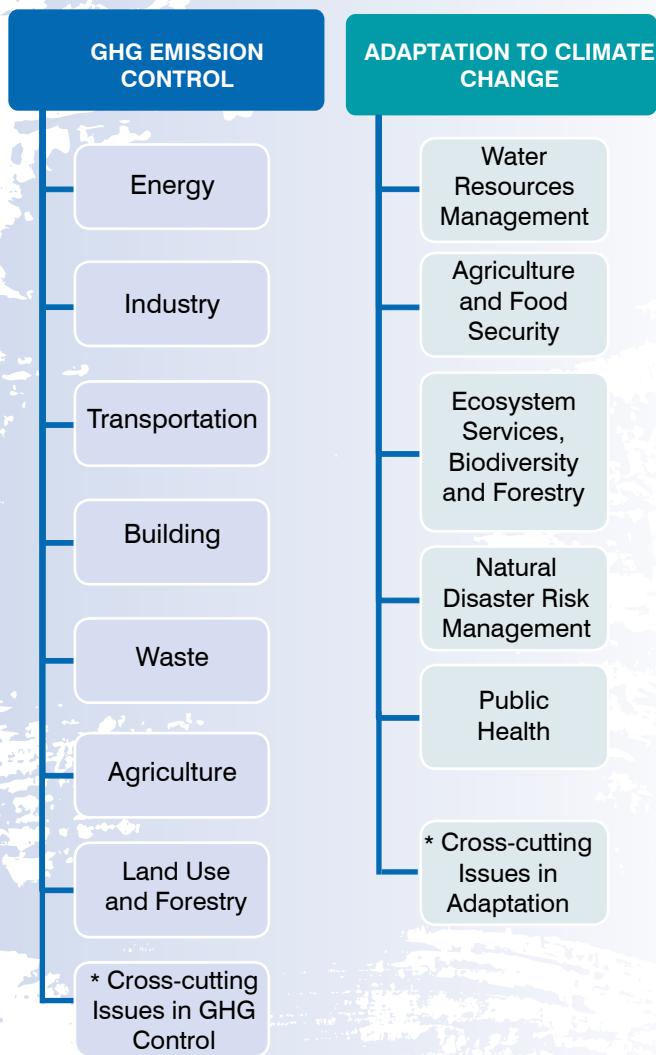 GHG EMISSION
CONTROL
Energy
Industry
Transportation
Building
Waste
Agriculture
Land Use
and Forestry
* Cross-cutting
Issues in GHG
Control
ADAPTATION TO CLIMATE
CHANGE
Water
Resources
Management
Agriculture
and Food
Security
Ecosystem
Services,
Biodiversity
and Forestry
Natural
Disaster Risk
Management
Public
Health
* Cross-cutting
Issues in
Adaptation